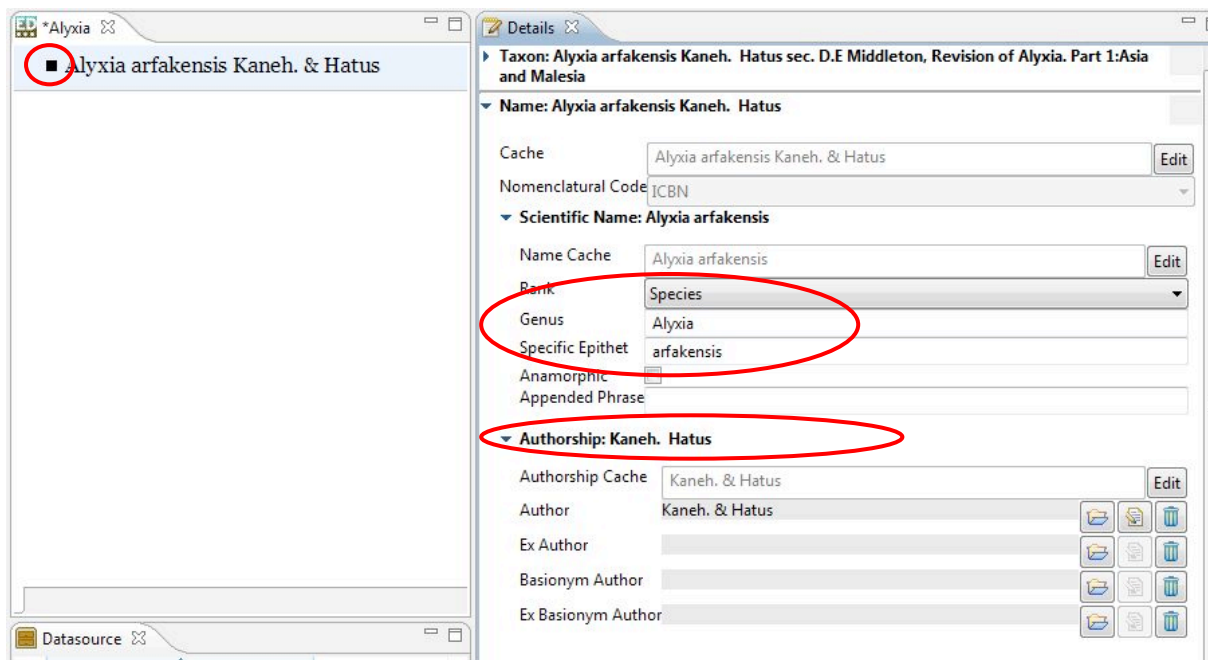 *Alyxia
Alyxia arfakensis Kaneh. & Hatus
Datasource
Details
Taxon: Alyxia arfakensis Kaneh.  Hatus sec. D.E Middleton, Revision of Alyxia. Part 1:Asia
and Malesia
Name: Alyxia arfakensis Kaneh.  Hatus
Cache Alyxia arfakensis Kaneh. & Hatus Edit
Nomenclatural Code ICBN
Scientific Name: Alyxia arfakensis
Name Cache Alyxia arfakensis Edit
Rank Species
Genus Alyxia
Specific Epithet arfakensis
Anamorphic
Appended Phrase
Authorship: Kaneh.  Hatus
Authorship Cache Kaneh. & Hatus Edit
Author Kaneh. & Hatus
Ex Author
Basionym Author
Ex Basionym Author